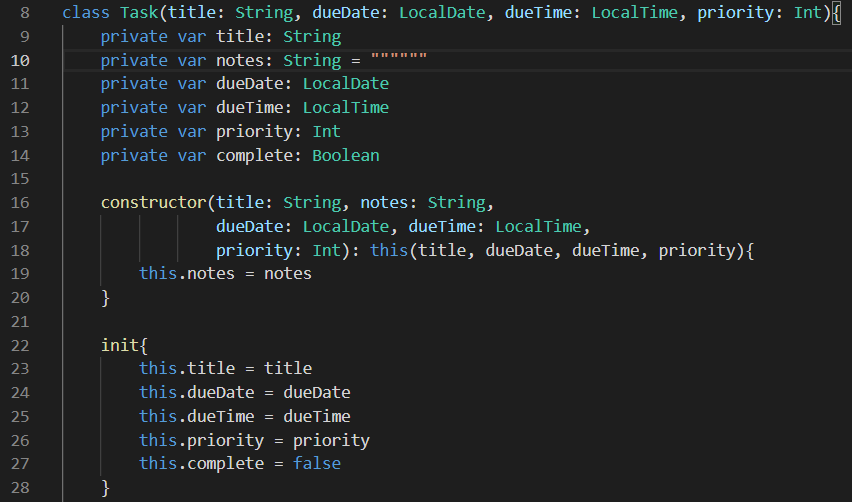 8 class Task(title: String, dueDate: LocalDate, dueTime: LocalTime, priority: Int){
9 private var title: String
10 private var notes: String = """"""
11 private var dueDate: LocalDate
12 private var dueTime: LocalTime
13 private var priority: Int
14 private var complete: Boolean
15
16 constructor(title: String, notes: String,
17 dueDate: LocalDate, dueTime: LocalTime,
18 priority: Int): this(title, dueDate, dueTime, priority){
19 this.notes = notes
20 }
21
22 init{
23 this.title = title
24 this.dueDate = dueDate
25 this.dueTime = dueTime
26 this.priority = priority
27 this.complete = false
28 }